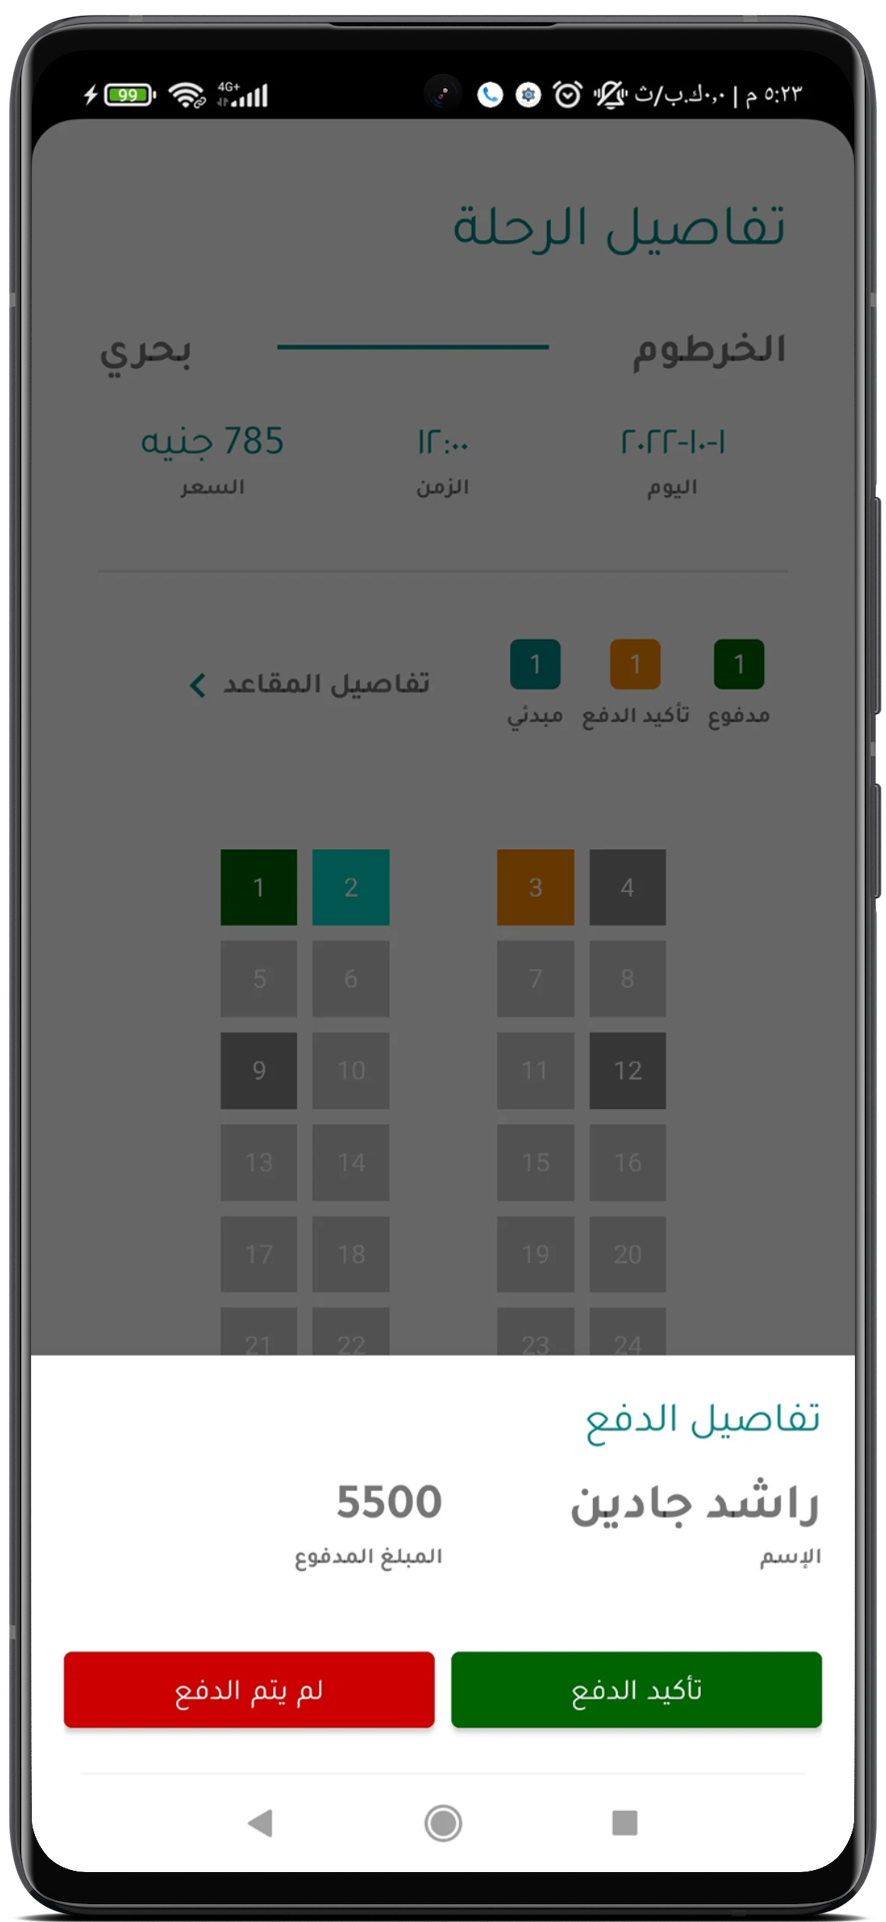 ٥:٢٣ م | ٠,٠ك.ب/ث
4G+
99
تفاصيل الرحلة
الخرطوم بحري
٢٠٢٢-١٠-١ ١٢:٠٠ 785 جنيه
اليوم الزمن السعر
1 1 1
مدفوع تأكيد الدفع مبدئي
تفاصيل المقاعد
1 2 3 4
5 6 7 8
9 10 11 12
13 14 15 16
17 18 19 20
21 22 23 24
تفاصيل الدفع
راشد جادين 5500
الإسم المبلغ المدفوع
تأكيد الدفع لم يتم الدفع